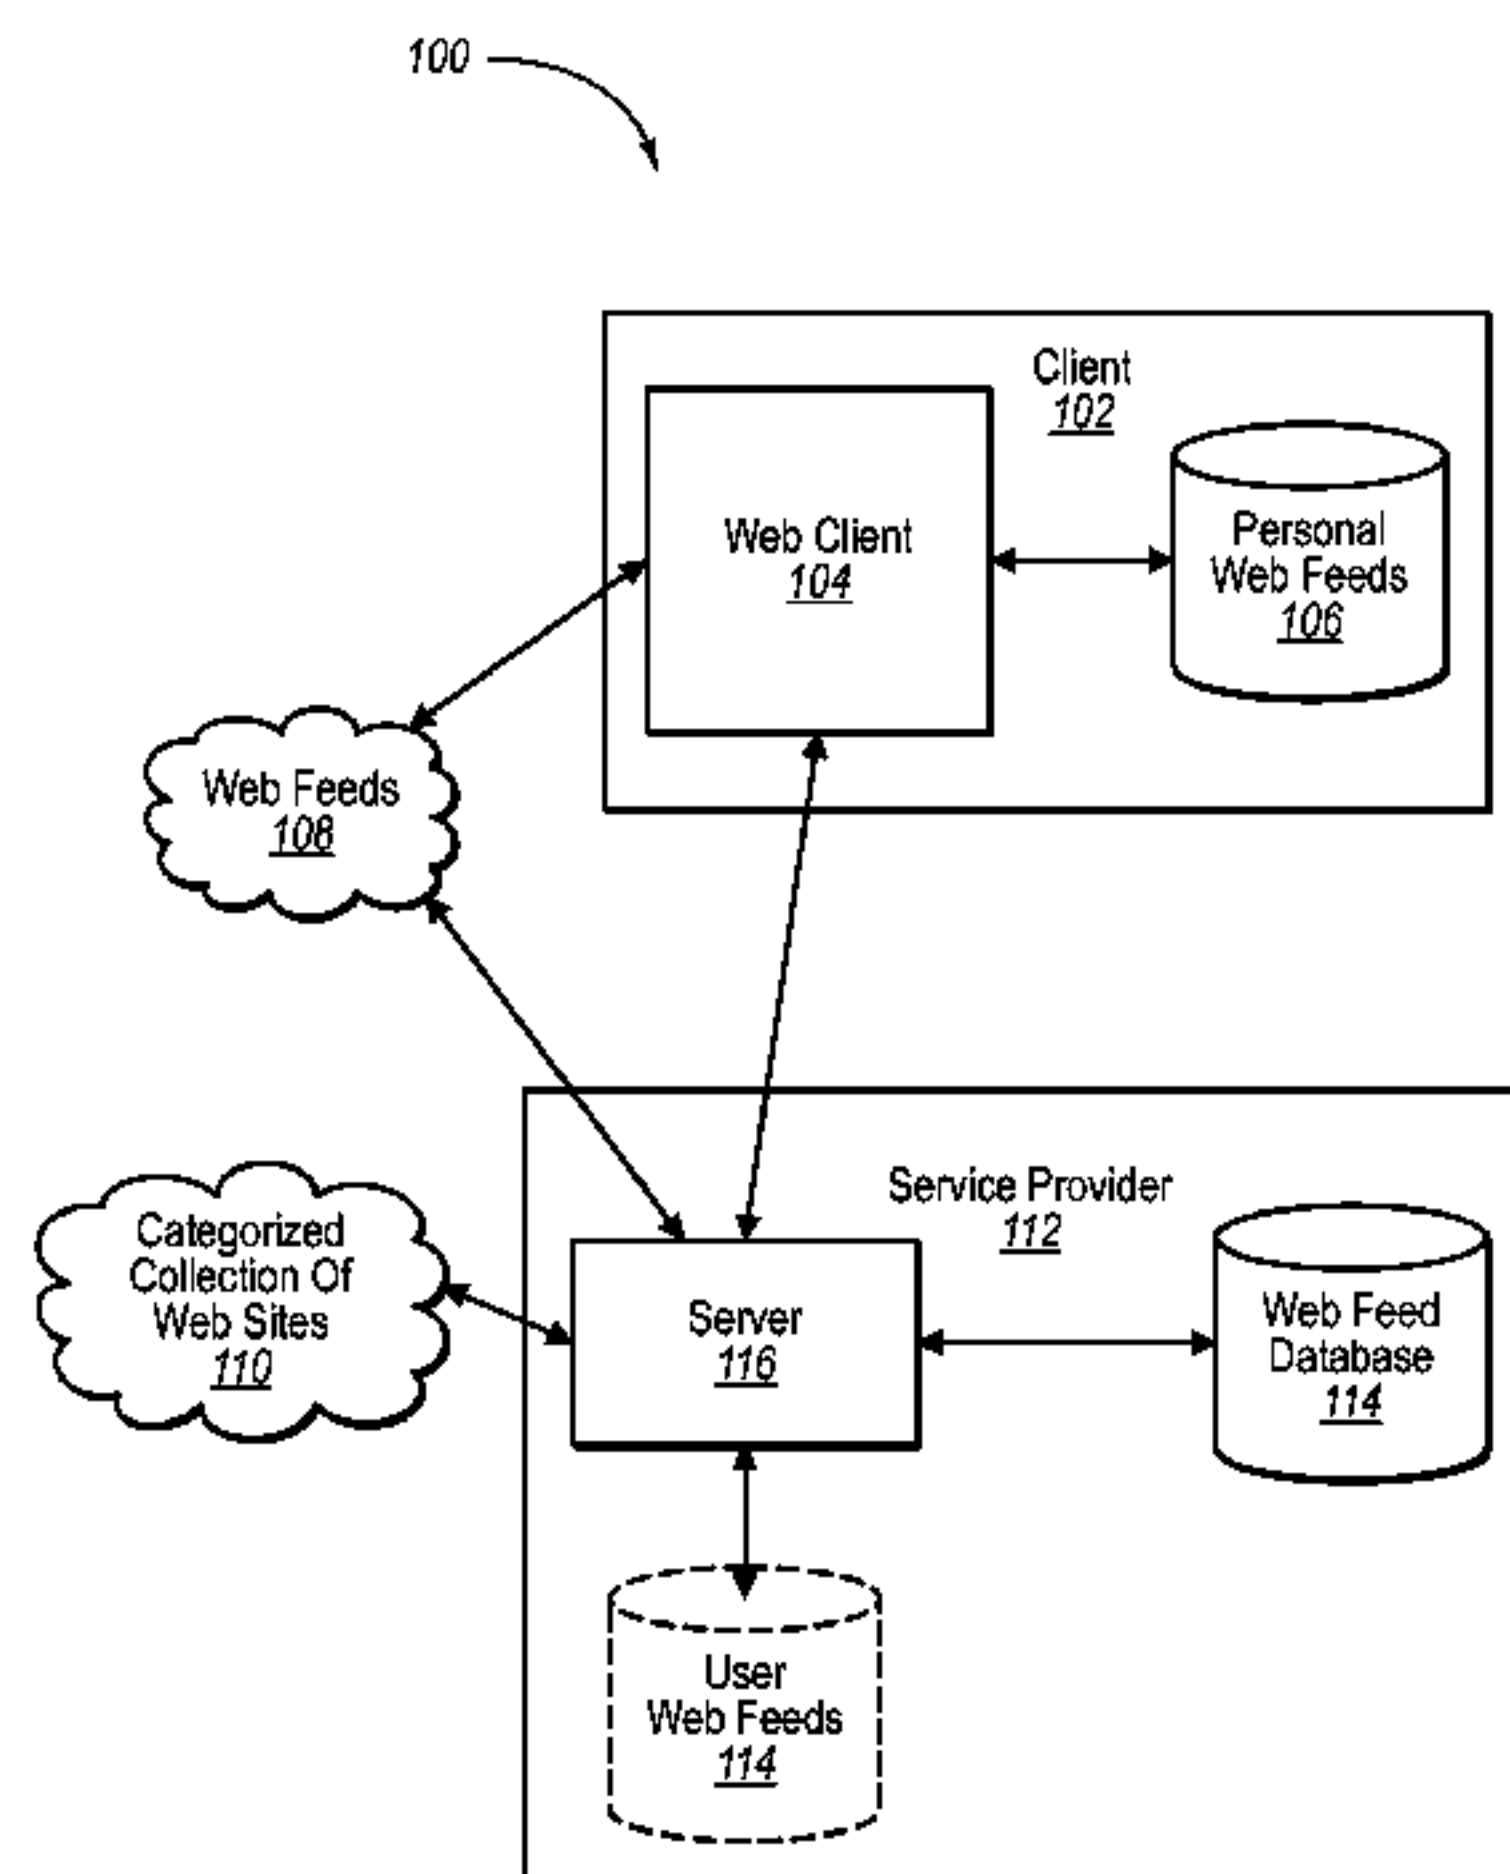 100
Client
102
Web Client
104
Personal
Web Feeds
106
Web Feeds
108
Service Provider
112
Categorized
Collection Of
Web Sites
110
Server
116
Web Feed
Database
114
User
Web Feeds
114